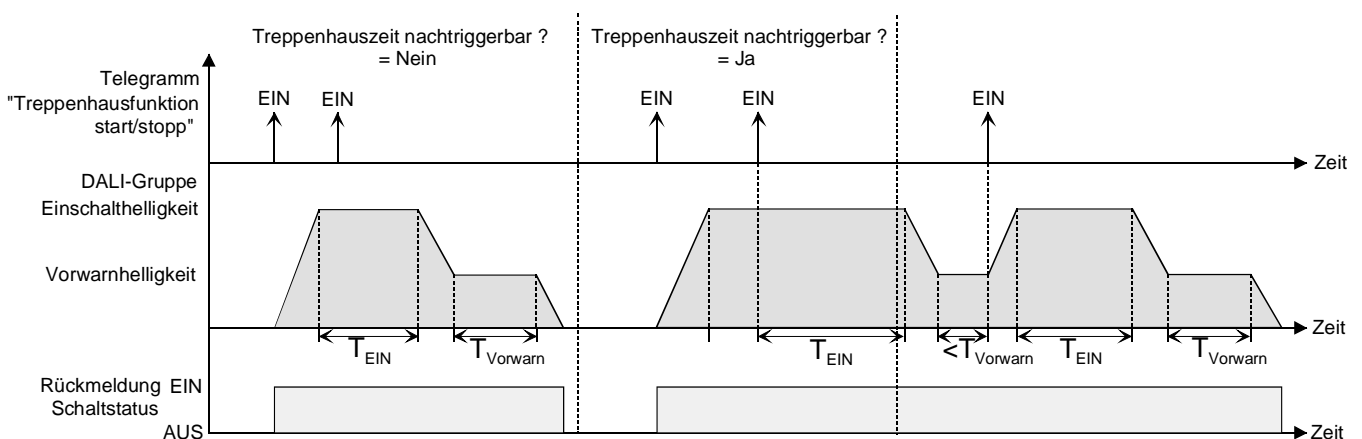 Treppenhauszeit nachtriggerbar ?
= Nein
Treppenhauszeit nachtriggerbar ?
= Ja
Telegramm
"Treppenhausfunktion
start/stopp"
EIN
EIN
EIN
EIN
EIN
Zeit
DALI-Gruppe
Einschalthelligkeit
Vorwarnhelligkeit
Zeit
TEIN
TVorwarn
TEIN
<TVorwarn
TEIN
TVorwarn
Rückmeldung EIN
Schaltstatus
AUS
Zeit